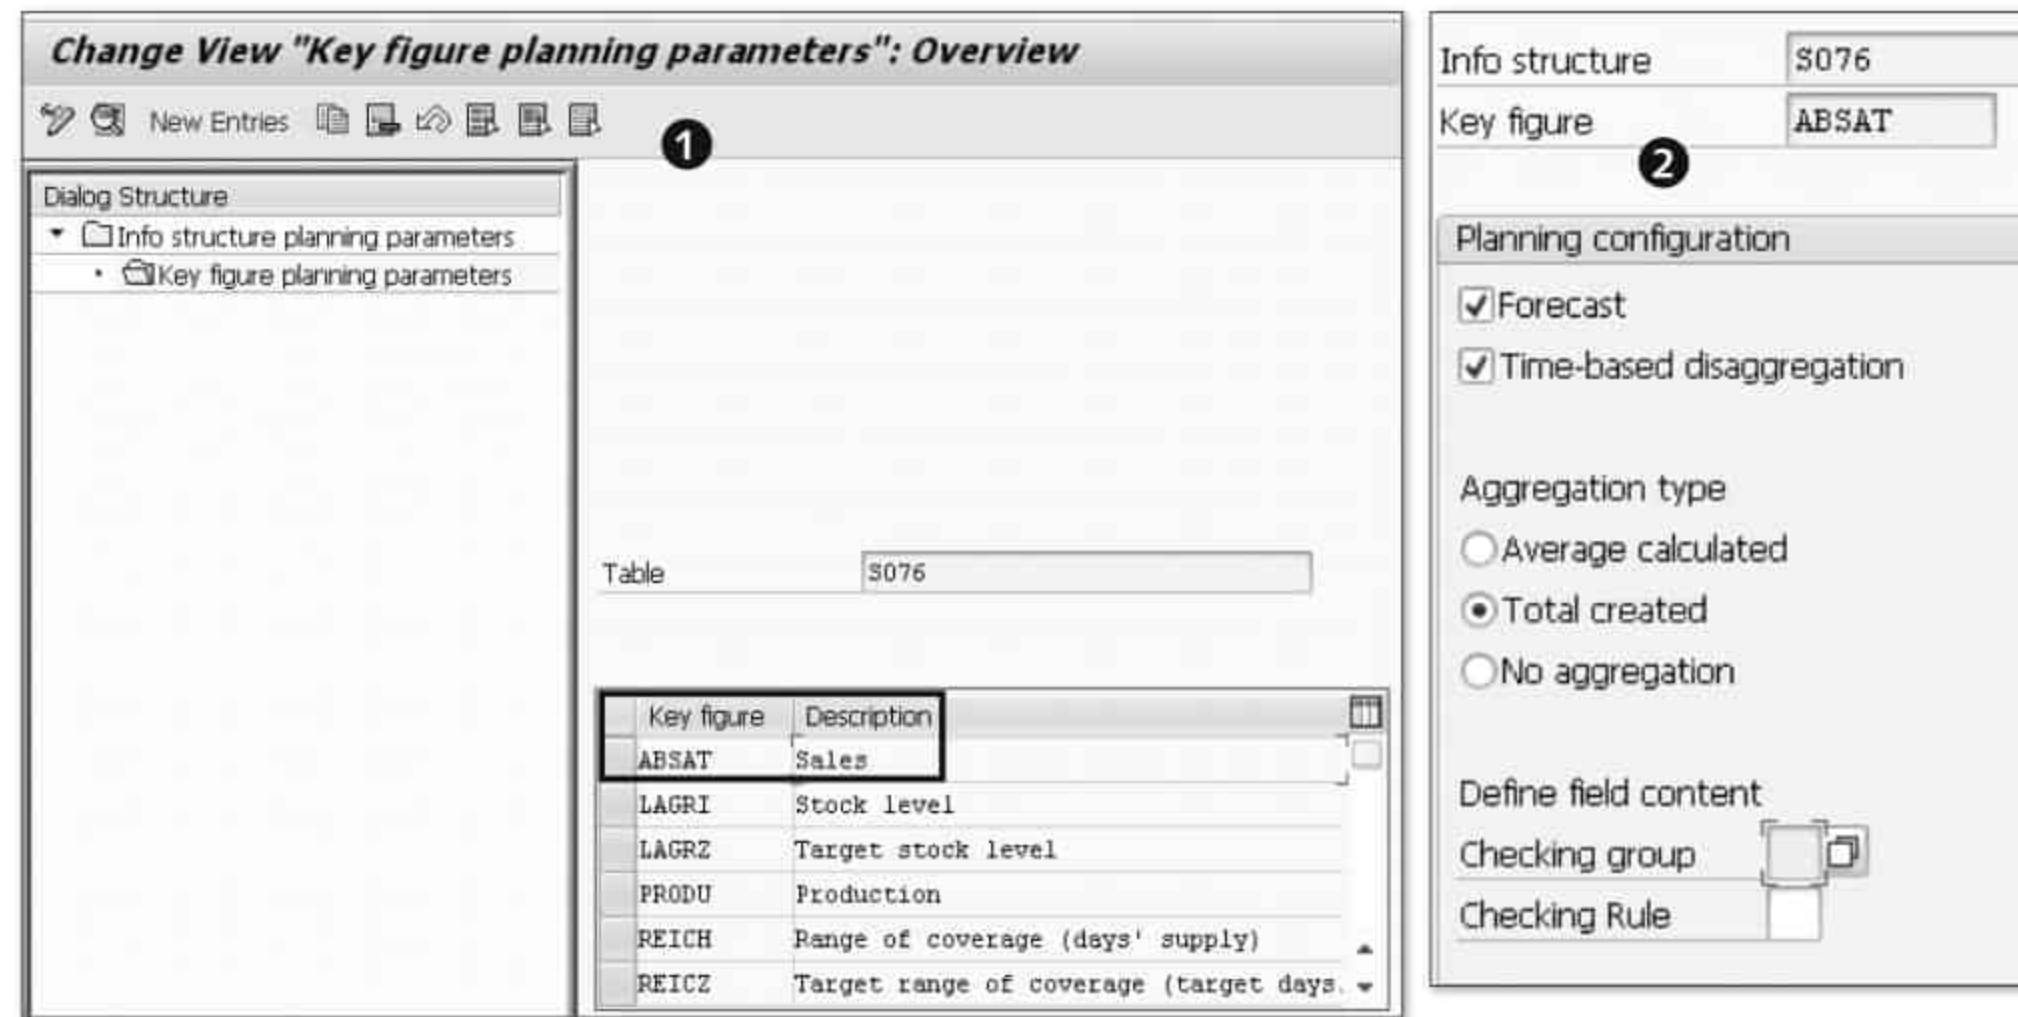 Change View "Key figure planning parameters": Overview
New Entries
1
Dialog Structure
Info structure planning parameters
Key figure planning parameters
Table S076
Key figure Description
ABSAT Sales
LAGRI Stock level
LAGRZ Target stock level
PRODU Production
REICH Range of coverage (days' supply)
REICZ Target range of coverage (target days.
Info structure S076
Key figure ABSAT
2
Planning configuration
Forecast
Time-based disaggregation
Aggregation type
Average calculated
Total created
No aggregation
Define field content
Checking group
Checking Rule